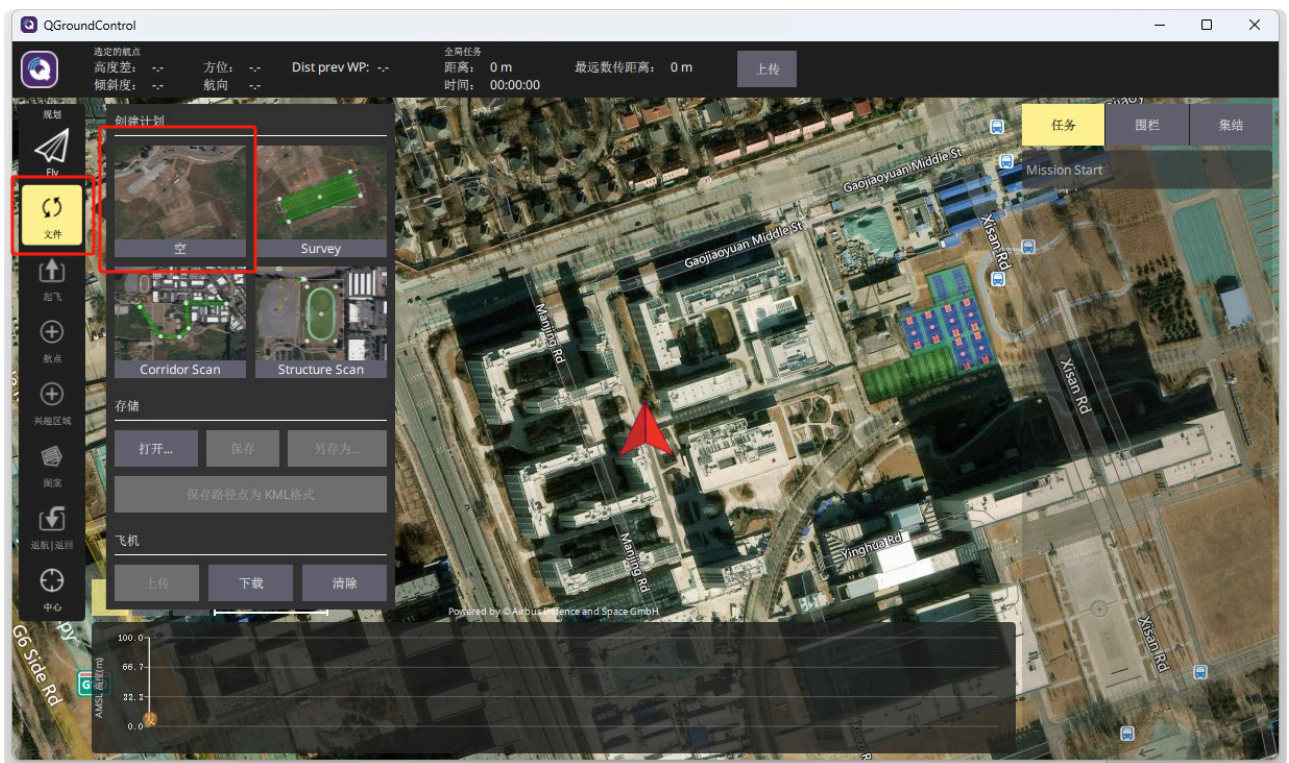 QGroundControl
选定的航点
高度差: -.- 方位: -.- Dist prev WP: -.-
倾斜度: -.- 航向 -.-
全局任务
距离: 0 m 最远数传距离: 0 m
时间: 00:00:00
上传
规划
Fly
文件
起飞
航点
兴趣区域
图案
返航|返回
中心
创建计划
空 Survey
Corridor Scan Structure Scan
存储
打开... 保存 另存为...
保存路径点为 KML格式
飞机
上传 下载 清除
任务 围栏 集结
Mission Start
Gaojiaoyuan Middle St
Gaojiaoyuan Middle St
Xisan Rd
Manjing Rd
Xisan Rd
Manjing Rd
Yinghua Rd
Xisan Rd
G6 Side Rd
Powered by © Airbus Defence and Space GmbH
AMSL 高度(m)
100.0
66.7
33.3
0.0
发